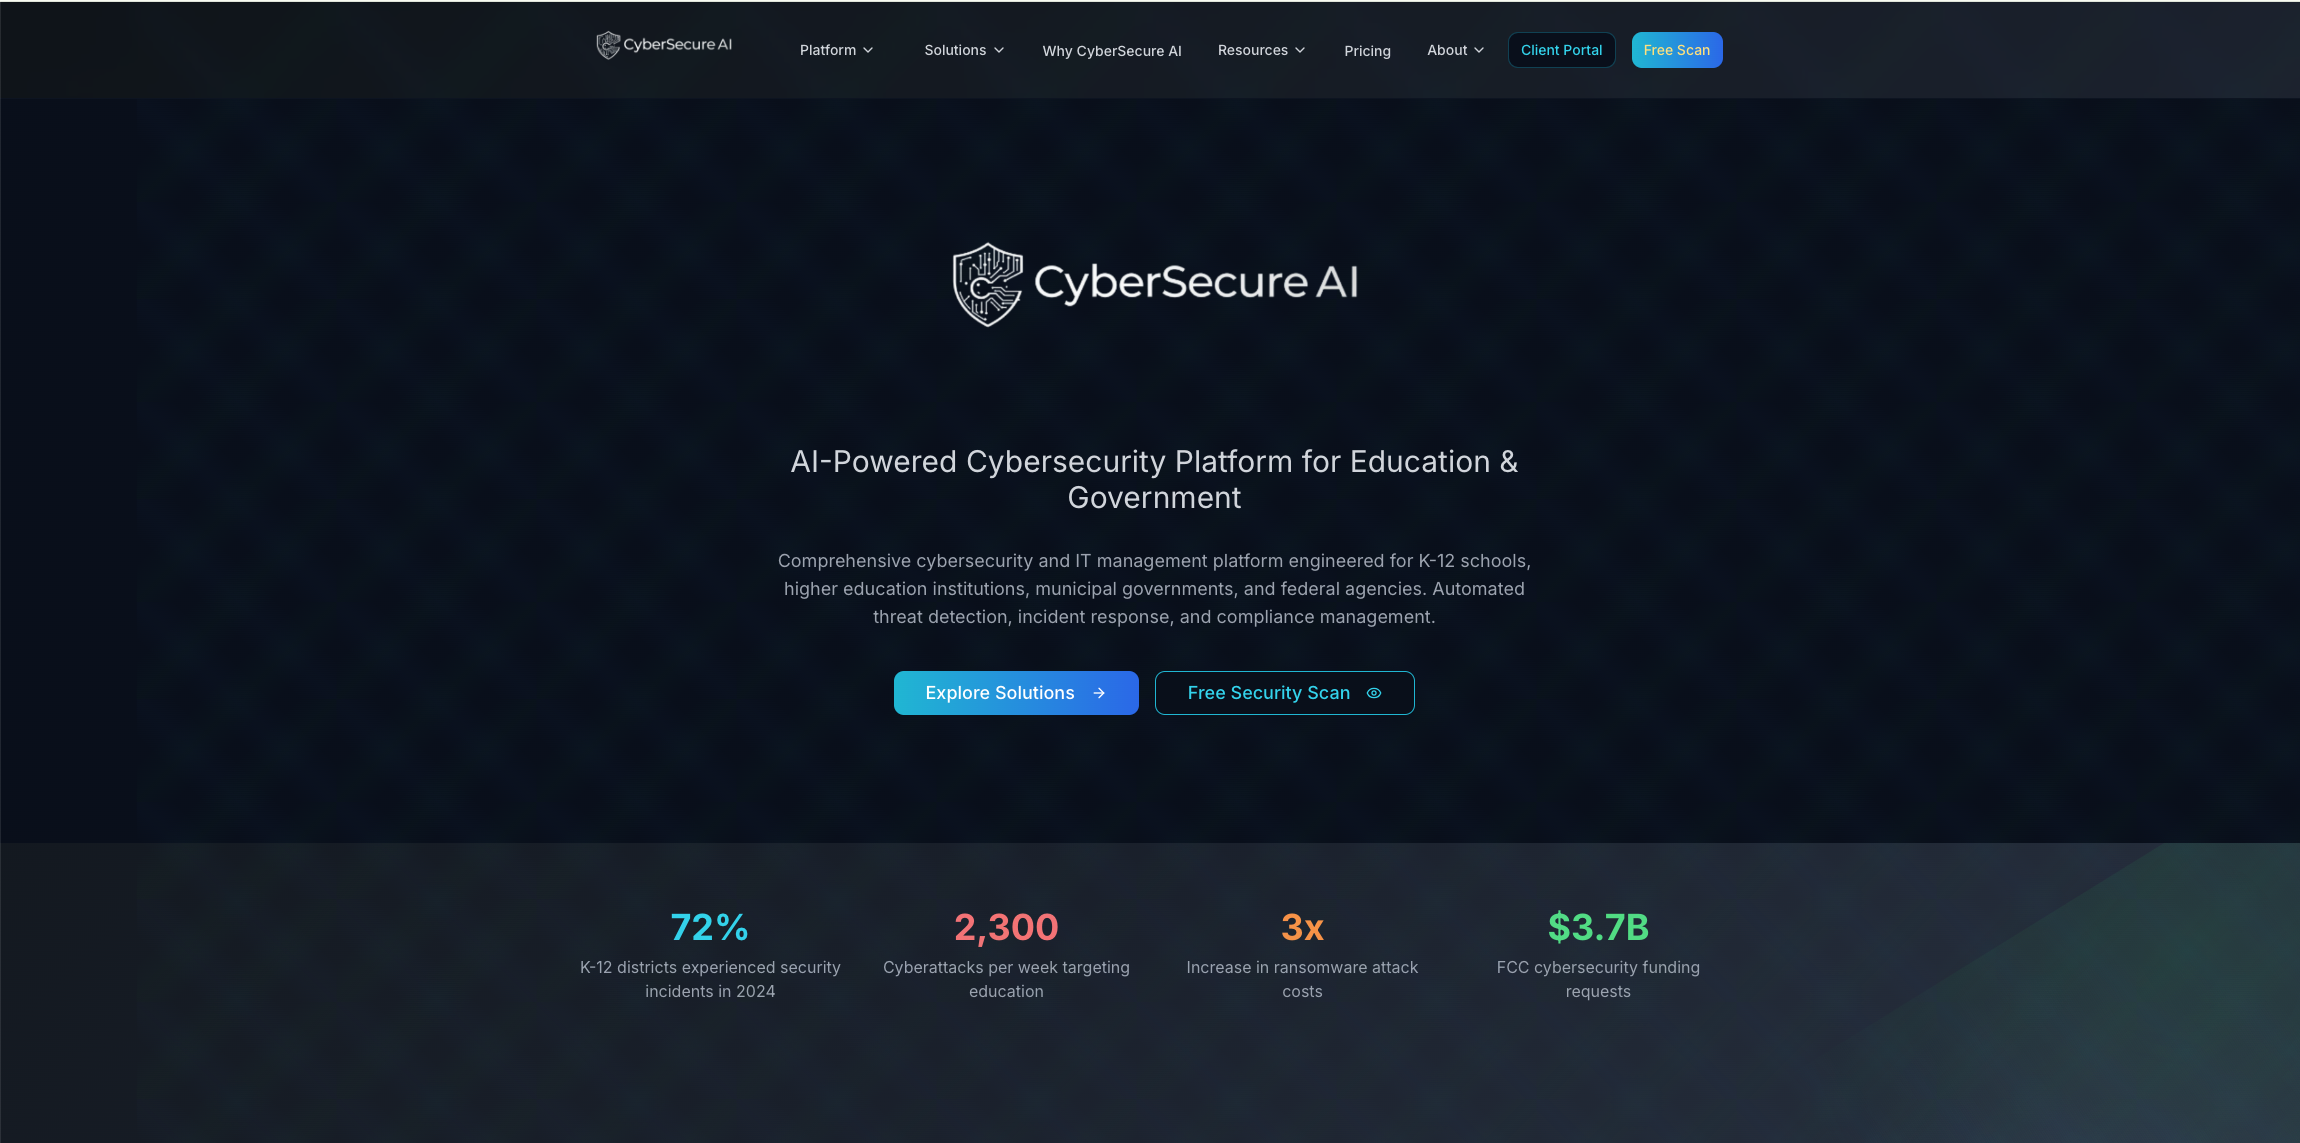 CyberSecure AI
Platform
Solutions
Why CyberSecure AI
Resources
Pricing
About
Client Portal
Free Scan
CyberSecure AI
AI-Powered Cybersecurity Platform for Education &
Government
Comprehensive cybersecurity and IT management platform engineered for K-12 schools,
higher education institutions, municipal governments, and federal agencies. Automated
threat detection, incident response, and compliance management.
Explore Solutions
Free Security Scan
72%
K-12 districts experienced security
incidents in 2024
2,300
Cyberattacks per week targeting
education
3x
Increase in ransomware attack
costs
$3.7B
FCC cybersecurity funding
requests